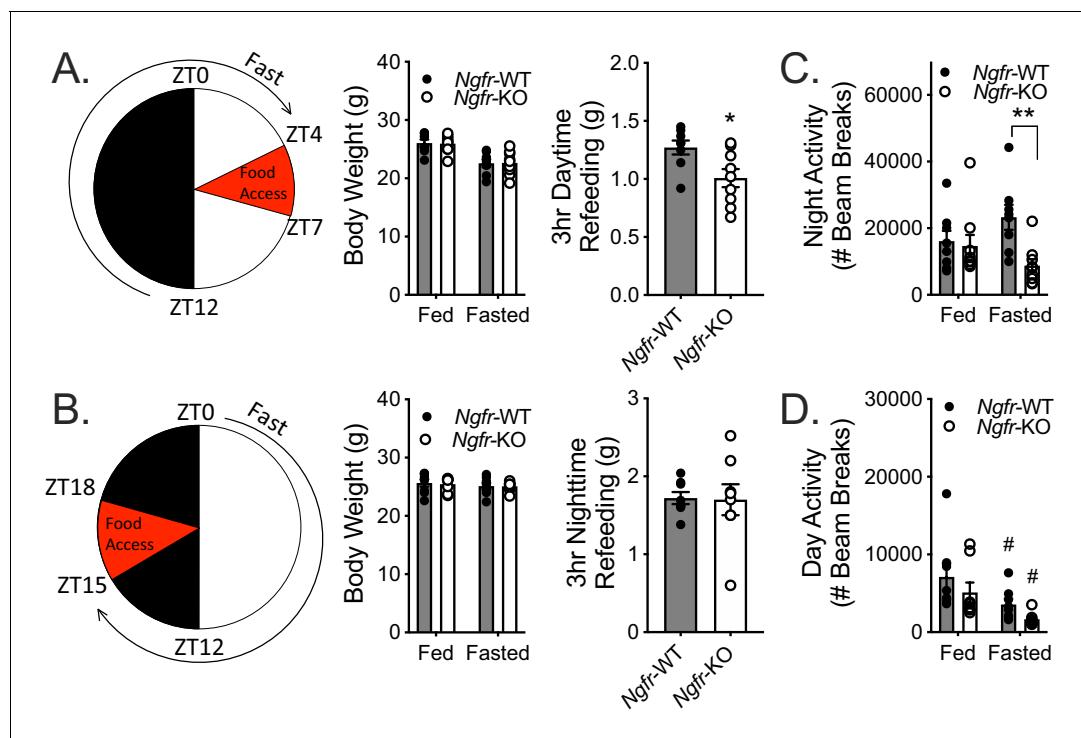 A.
ZT0
Fast
ZT4
Food
Access
ZT7
ZT12
Body Weight (g)
40
30
20
10
0
Ngfr-WT
Ngfr-KO
Fed
Fasted
3hr Daytime
Refeeding (g)
2.0
1.5
1.0
0.5
0.0
*
Ngfr-WT
Ngfr-KO
C.
Night Activity
(# Beam Breaks)
60000
40000
20000
0
Ngfr-WT
Ngfr-KO
**
Fed
Fasted
B.
ZT0
Fast
ZT18
Food
Access
ZT15
ZT12
Body Weight (g)
40
30
20
10
0
Ngfr-WT
Ngfr-KO
Fed
Fasted
3hr Nighttime
Refeeding (g)
3
2
1
0
Ngfr-WT
Ngfr-KO
D.
Day Activity
(# Beam Breaks)
30000
20000
10000
0
Ngfr-WT
Ngfr-KO
#
#
Fed
Fasted